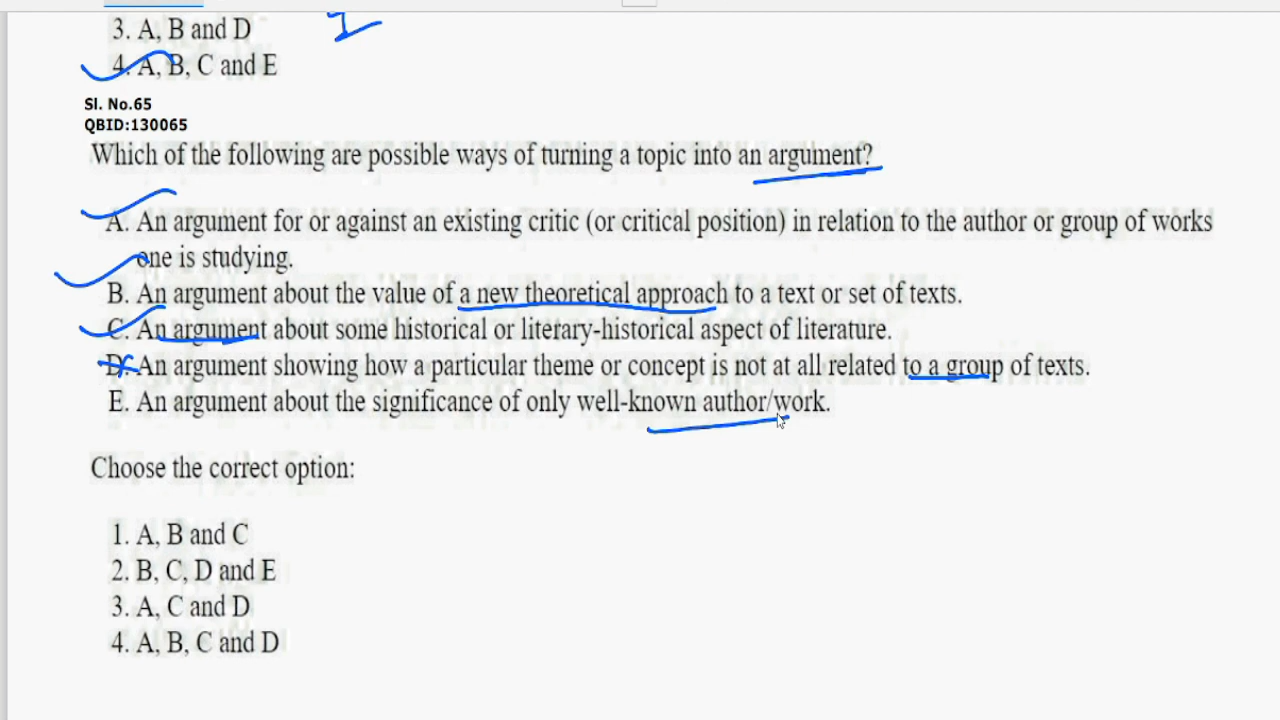 3. A, B and D
4. A, B, C and E
Sl. No.65
QBID:130065
Which of the following are possible ways of turning a topic into an argument?
A. An argument for or against an existing critic (or critical position) in relation to the author or group of works
one is studying.
B. An argument about the value of a new theoretical approach to a text or set of texts.
C. An argument about some historical or literary-historical aspect of literature.
D. An argument showing how a particular theme or concept is not at all related to a group of texts.
E. An argument about the significance of only well-known author/work.
Choose the correct option:
1. A, B and C
2. B, C, D and E
3. A, C and D
4. A, B, C and D